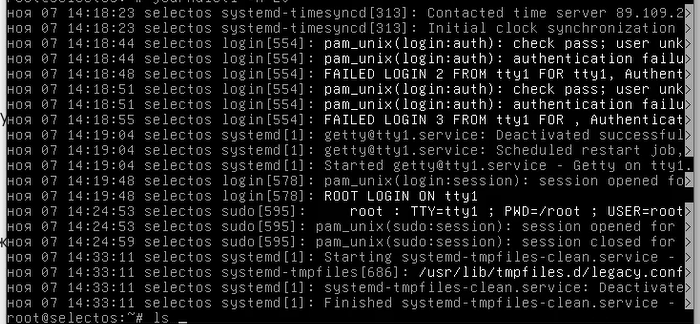 ноя 07 14:18:23 selectos systemd-timesyncd[313]: Contacted time server 89.109.2
ноя 07 14:18:23 selectos systemd-timesyncd[313]: Initial clock synchronization
ноя 07 14:18:44 selectos login[554]: pam_unix(login:auth): check pass; user unk>
ноя 07 14:18:44 selectos login[554]: pam_unix(login:auth): authentication failu>
ноя 07 14:18:48 selectos login[554]: FAILED LOGIN 2 FROM tty1 FOR tty1, Authent>
ноя 07 14:18:51 selectos login[554]: pam_unix(login:auth): check pass; user unk>
ноя 07 14:18:51 selectos login[554]: pam_unix(login:auth): authentication failu>
ноя 07 14:18:55 selectos login[554]: FAILED LOGIN 3 FROM tty1 FOR , Authenticat>
ноя 07 14:19:04 selectos systemd[1]: getty@tty1.service: Deactivated successful>
ноя 07 14:19:04 selectos systemd[1]: getty@tty1.service: Scheduled restart job,>
ноя 07 14:19:04 selectos systemd[1]: Started getty@tty1.service - Getty on tty1.
ноя 07 14:19:48 selectos login[578]: pam_unix(login:session): session opened fo>
ноя 07 14:19:48 selectos login[578]: ROOT LOGIN ON tty1
ноя 07 14:24:53 selectos sudo[595]: root : TTY=tty1 ; PWD=/root ; USER=root>
ноя 07 14:24:53 selectos sudo[595]: pam_unix(sudo:session): session opened for >
ноя 07 14:24:59 selectos sudo[595]: pam_unix(sudo:session): session closed for >
ноя 07 14:33:11 selectos systemd[1]: Starting systemd-tmpfiles-clean.service - >
ноя 07 14:33:11 selectos systemd-tmpfiles[686]: /usr/lib/tmpfiles.d/legacy.conf>
ноя 07 14:33:11 selectos systemd[1]: systemd-tmpfiles-clean.service: Deactivate>
ноя 07 14:33:11 selectos systemd[1]: Finished systemd-tmpfiles-clean.service - >
root@selectos:~# ls _